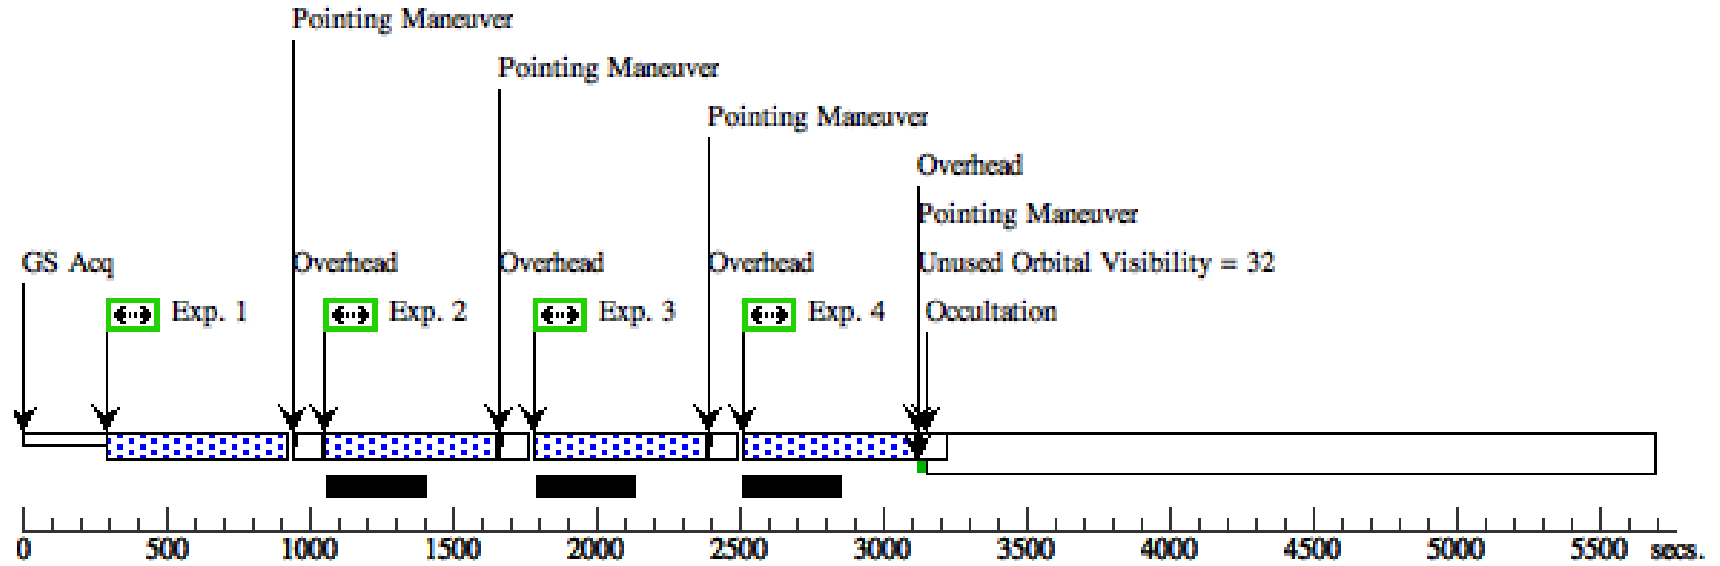 Pointing Maneuver
Pointing Maneuver
Pointing Maneuver
Overhead
Pointing Maneuver
GS Acq Overhead Overhead Overhead Unused Orbital Visibility = 32
Exp. 1 Exp. 2 Exp. 3 Exp. 4 Occultation
0 500 1000 1500 2000 2500 3000 3500 4000 4500 5000 5500 secs.